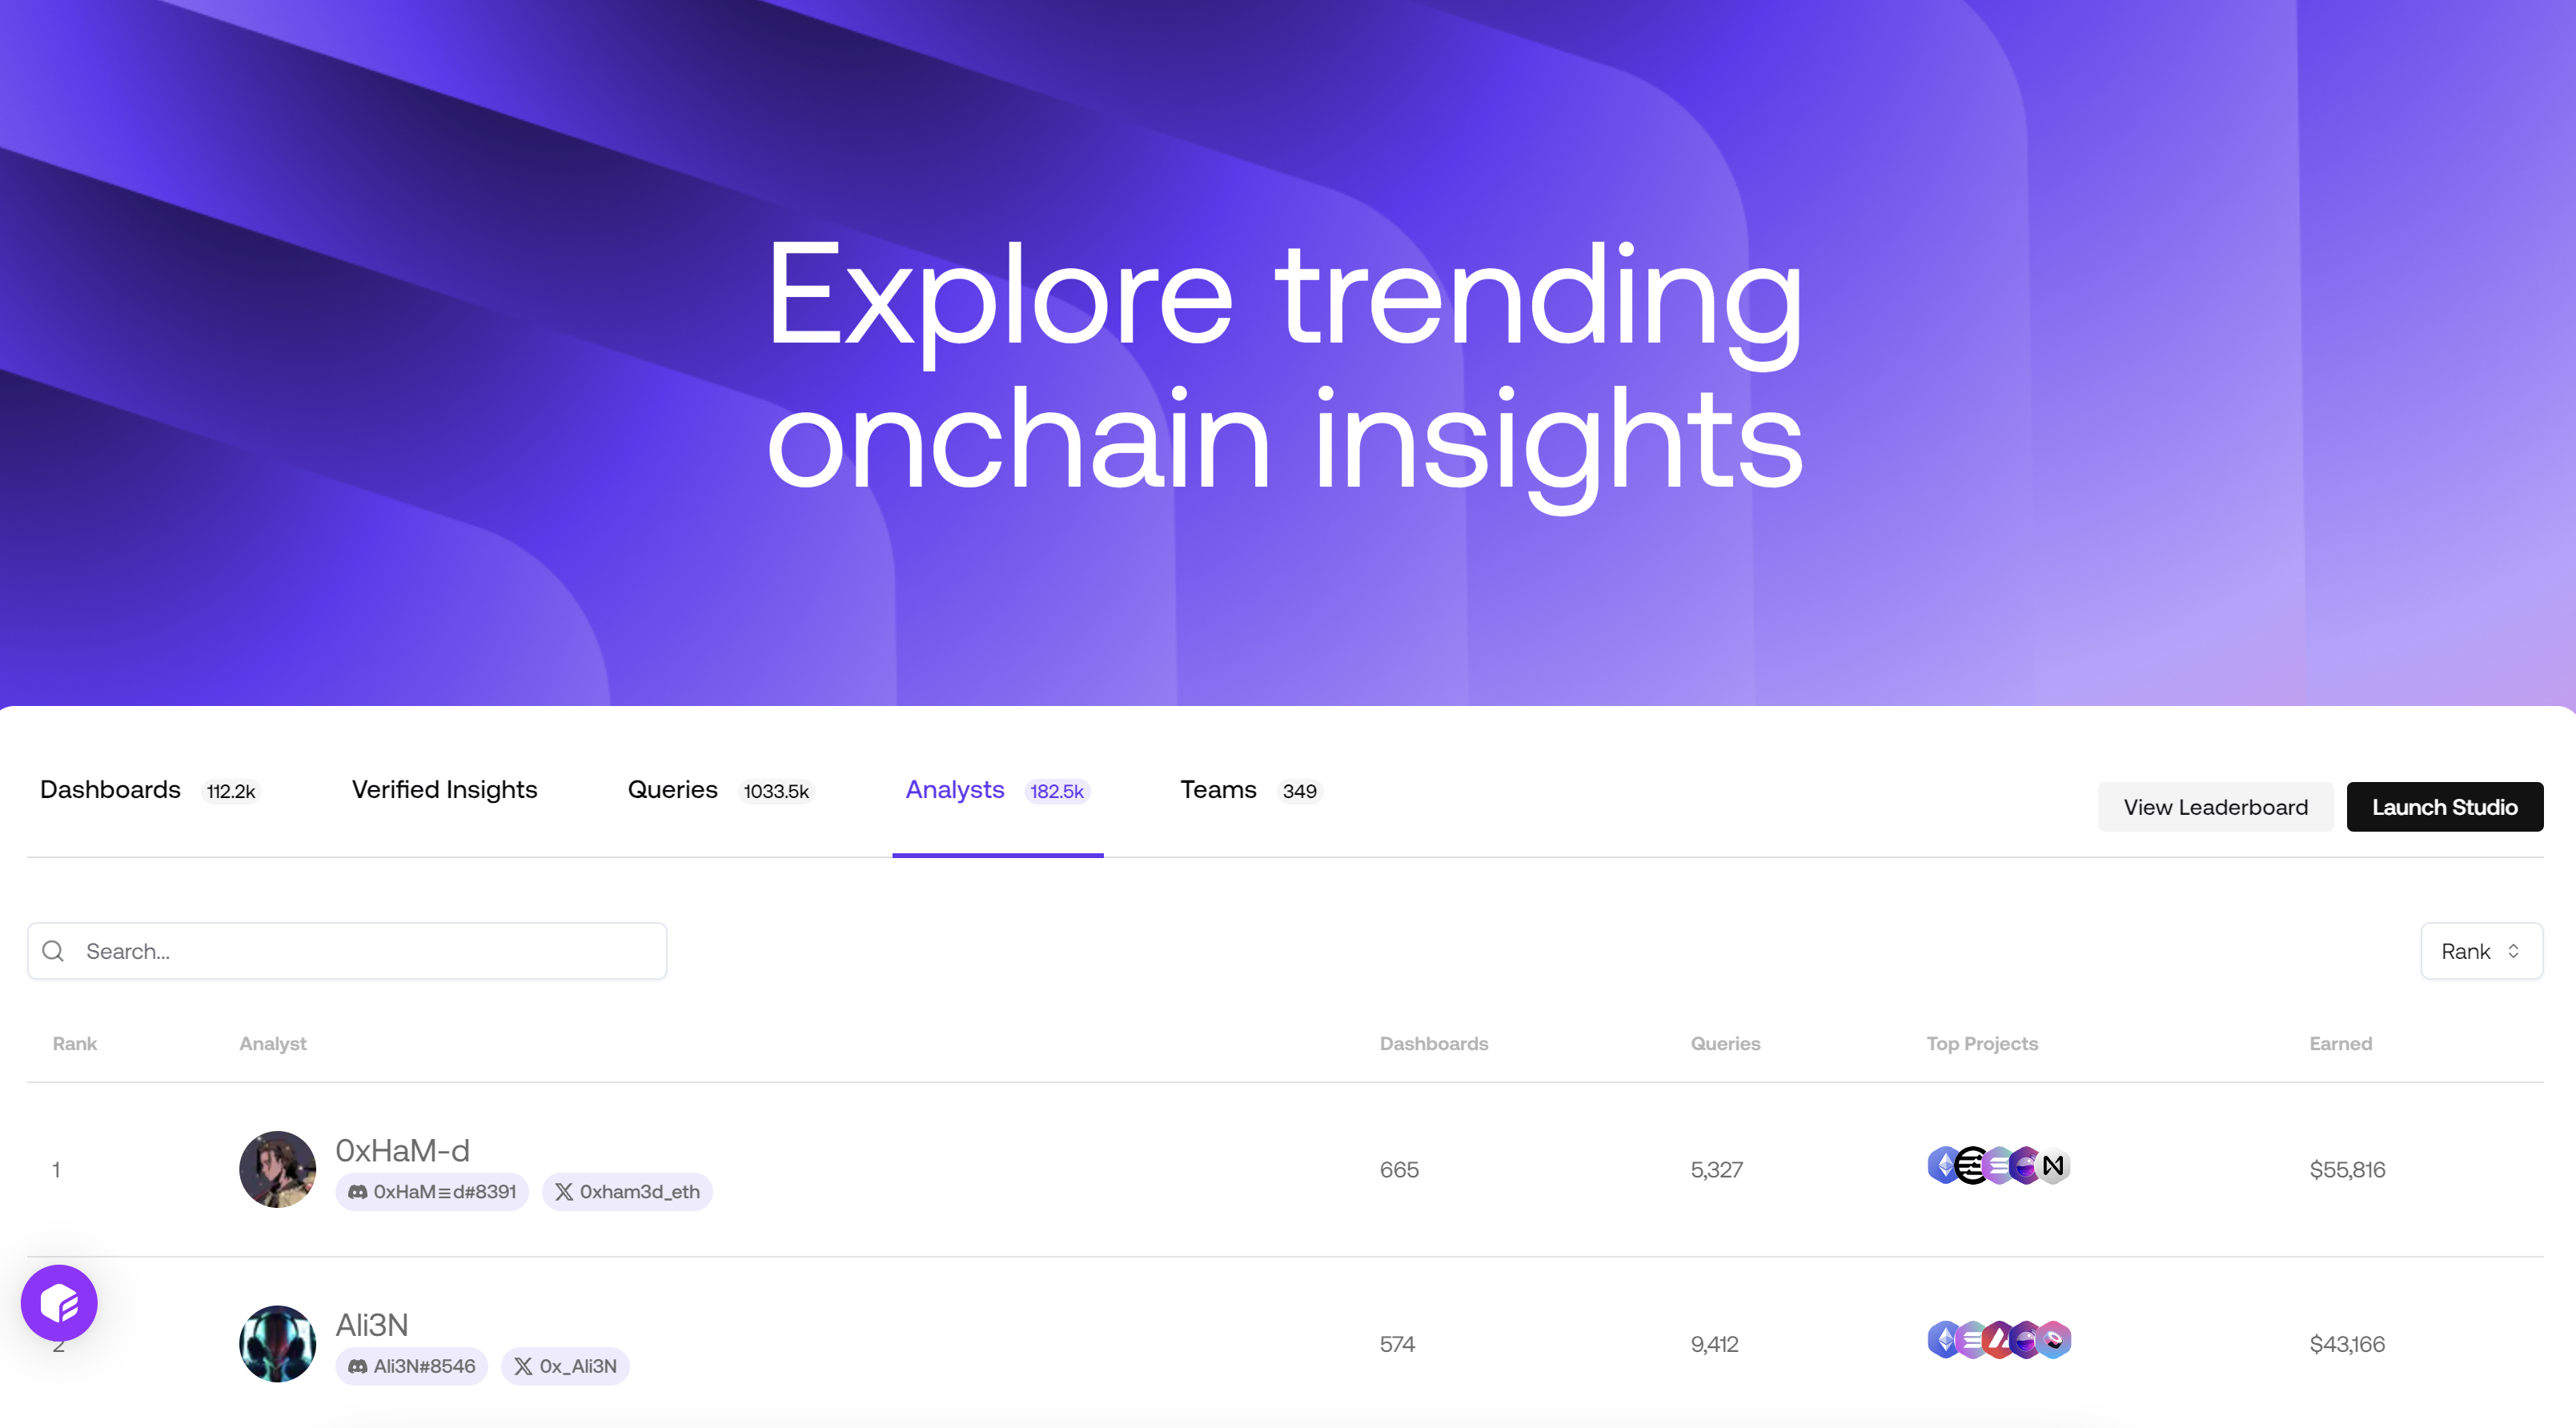 Explore trending
onchain insights
Dashboards 112.2k Verified Insights Queries 1033.5k Analysts 182.5k Teams 349 View Leaderboard Launch Studio
Search... Rank
Rank Analyst Dashboards Queries Top Projects Earned
0xHaM-d
1 665 5,327 $55,816
0xHaM☰d#8391 0xham3d_eth
Ali3N
2 574 9,412 $43,166
Ali3N#8546 0x_Ali3N